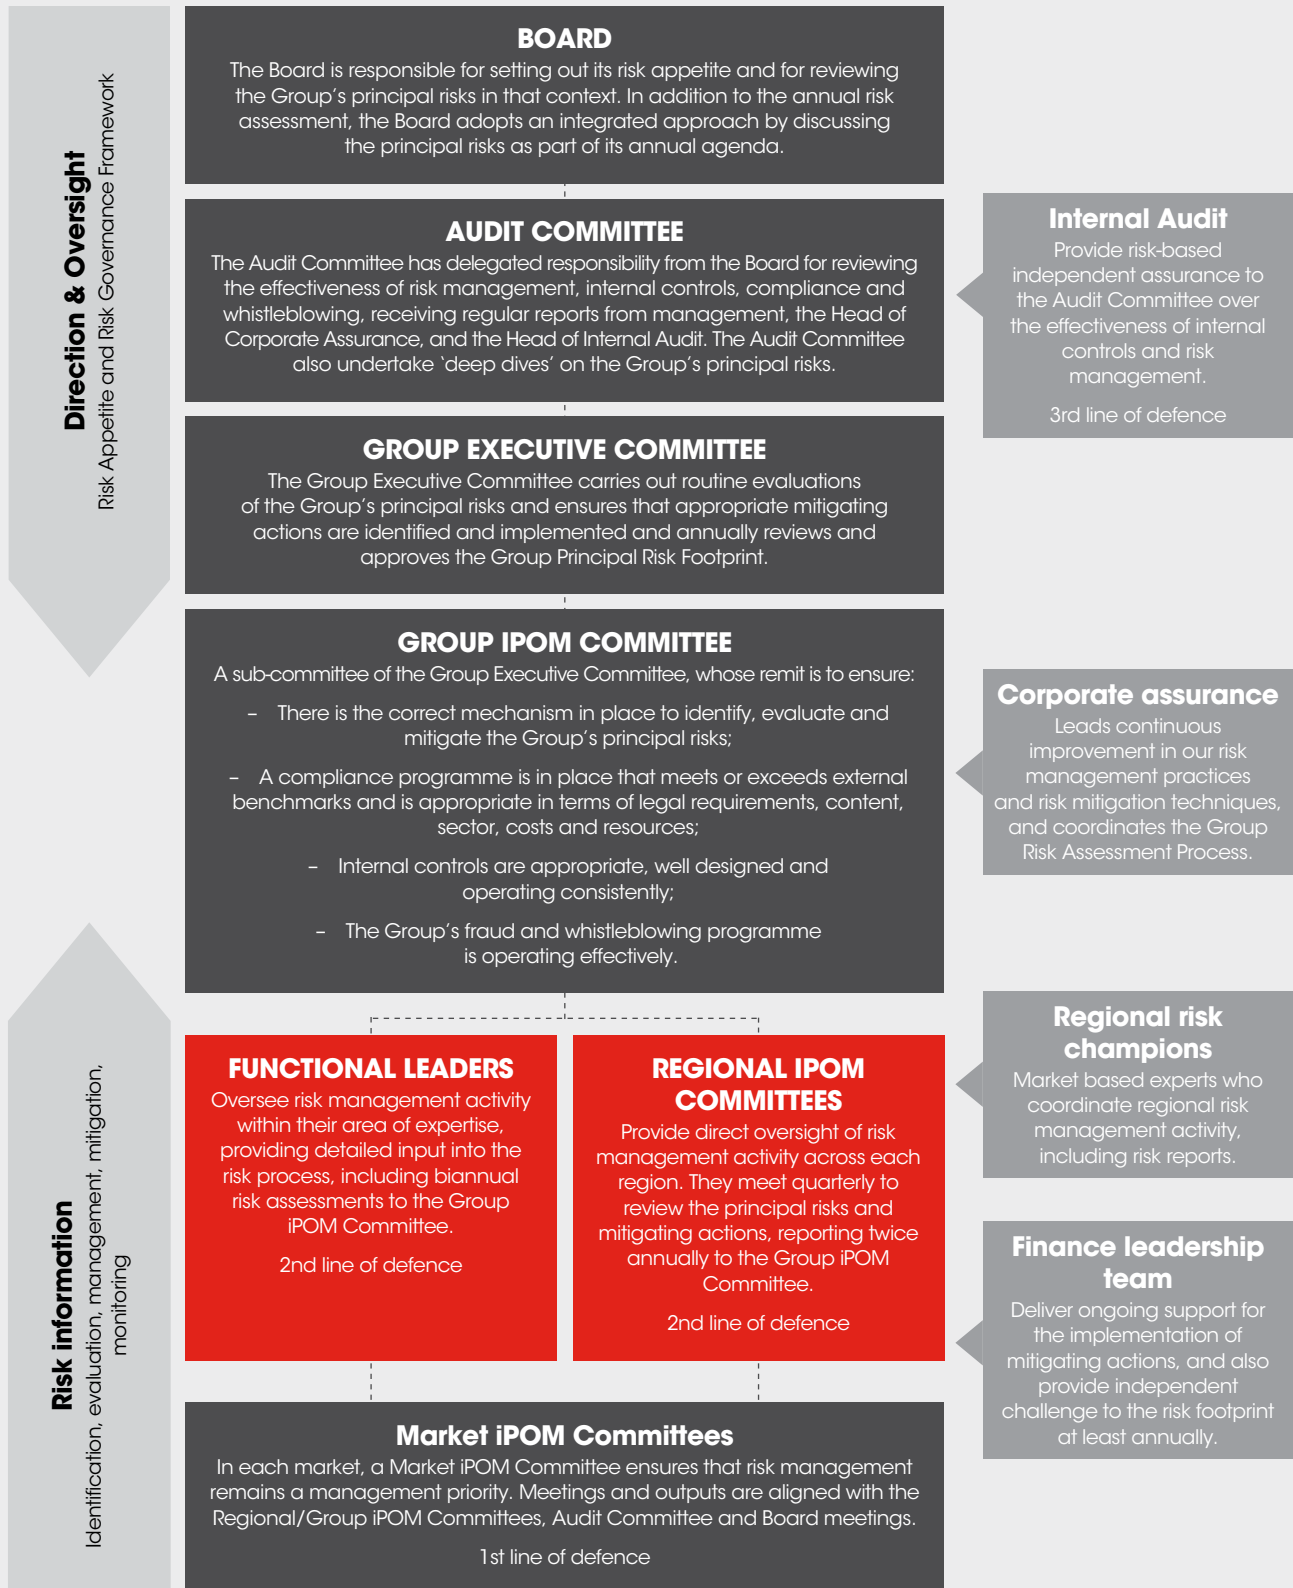 Direction & Oversight
Risk Appetite and Risk Governance Framework
BOARD
The Board is responsible for setting out its risk appetite and for reviewing
the Group's principal risks in that context. In addition to the annual risk
assessment, the Board adopts an integrated approach by discussing
the principal risks as part of its annual agenda.
AUDIT COMMITTEE
The Audit Committee has delegated responsibility from the Board for reviewing
the effectiveness of risk management, internal controls, compliance and
whistleblowing, receiving regular reports from management, the Head of
Corporate Assurance, and the Head of Internal Audit. The Audit Committee
also undertake ‘deep dives’ on the Group's principal risks.
Internal Audit
Provide risk-based
independent assurance to
the Audit Committee over
the effectiveness of internal
controls and risk
management.
3rd line of defence
GROUP EXECUTIVE COMMITTEE
The Group Executive Committee carries out routine evaluations
of the Group's principal risks and ensures that appropriate mitigating
actions are identified and implemented and annually reviews and
approves the Group Principal Risk Footprint.
GROUP IPOM COMMITTEE
A sub-committee of the Group Executive Committee, whose remit is to ensure:
– There is the correct mechanism in place to identify, evaluate and
mitigate the Group's principal risks;
– A compliance programme is in place that meets or exceeds external
benchmarks and is appropriate in terms of legal requirements, content,
sector, costs and resources;
– Internal controls are appropriate, well designed and
operating consistently;
– The Group's fraud and whistleblowing programme
is operating effectively.
Corporate assurance
Leads continuous
improvement in our risk
management practices
and risk mitigation techniques,
and coordinates the Group
Risk Assessment Process.
Risk information
Identification, evaluation, management, mitigation,
monitoring
FUNCTIONAL LEADERS
Oversee risk management activity
within their area of expertise,
providing detailed input into the
risk process, including biannual
risk assessments to the Group
iPOM Committee.
2nd line of defence
REGIONAL IPOM
COMMITTEES
Provide direct oversight of risk
management activity across each
region. They meet quarterly to
review the principal risks and
mitigating actions, reporting twice
annually to the Group iPOM
Committee.
2nd line of defence
Regional risk
champions
Market based experts who
coordinate regional risk
management activity,
including risk reports.
Finance leadership
team
Deliver ongoing support for
the implementation of
mitigating actions, and also
provide independent
challenge to the risk footprint
at least annually.
Market iPOM Committees
In each market, a Market iPOM Committee ensures that risk management
remains a management priority. Meetings and outputs are aligned with the
Regional/Group iPOM Committees, Audit Committee and Board meetings.
1st line of defence